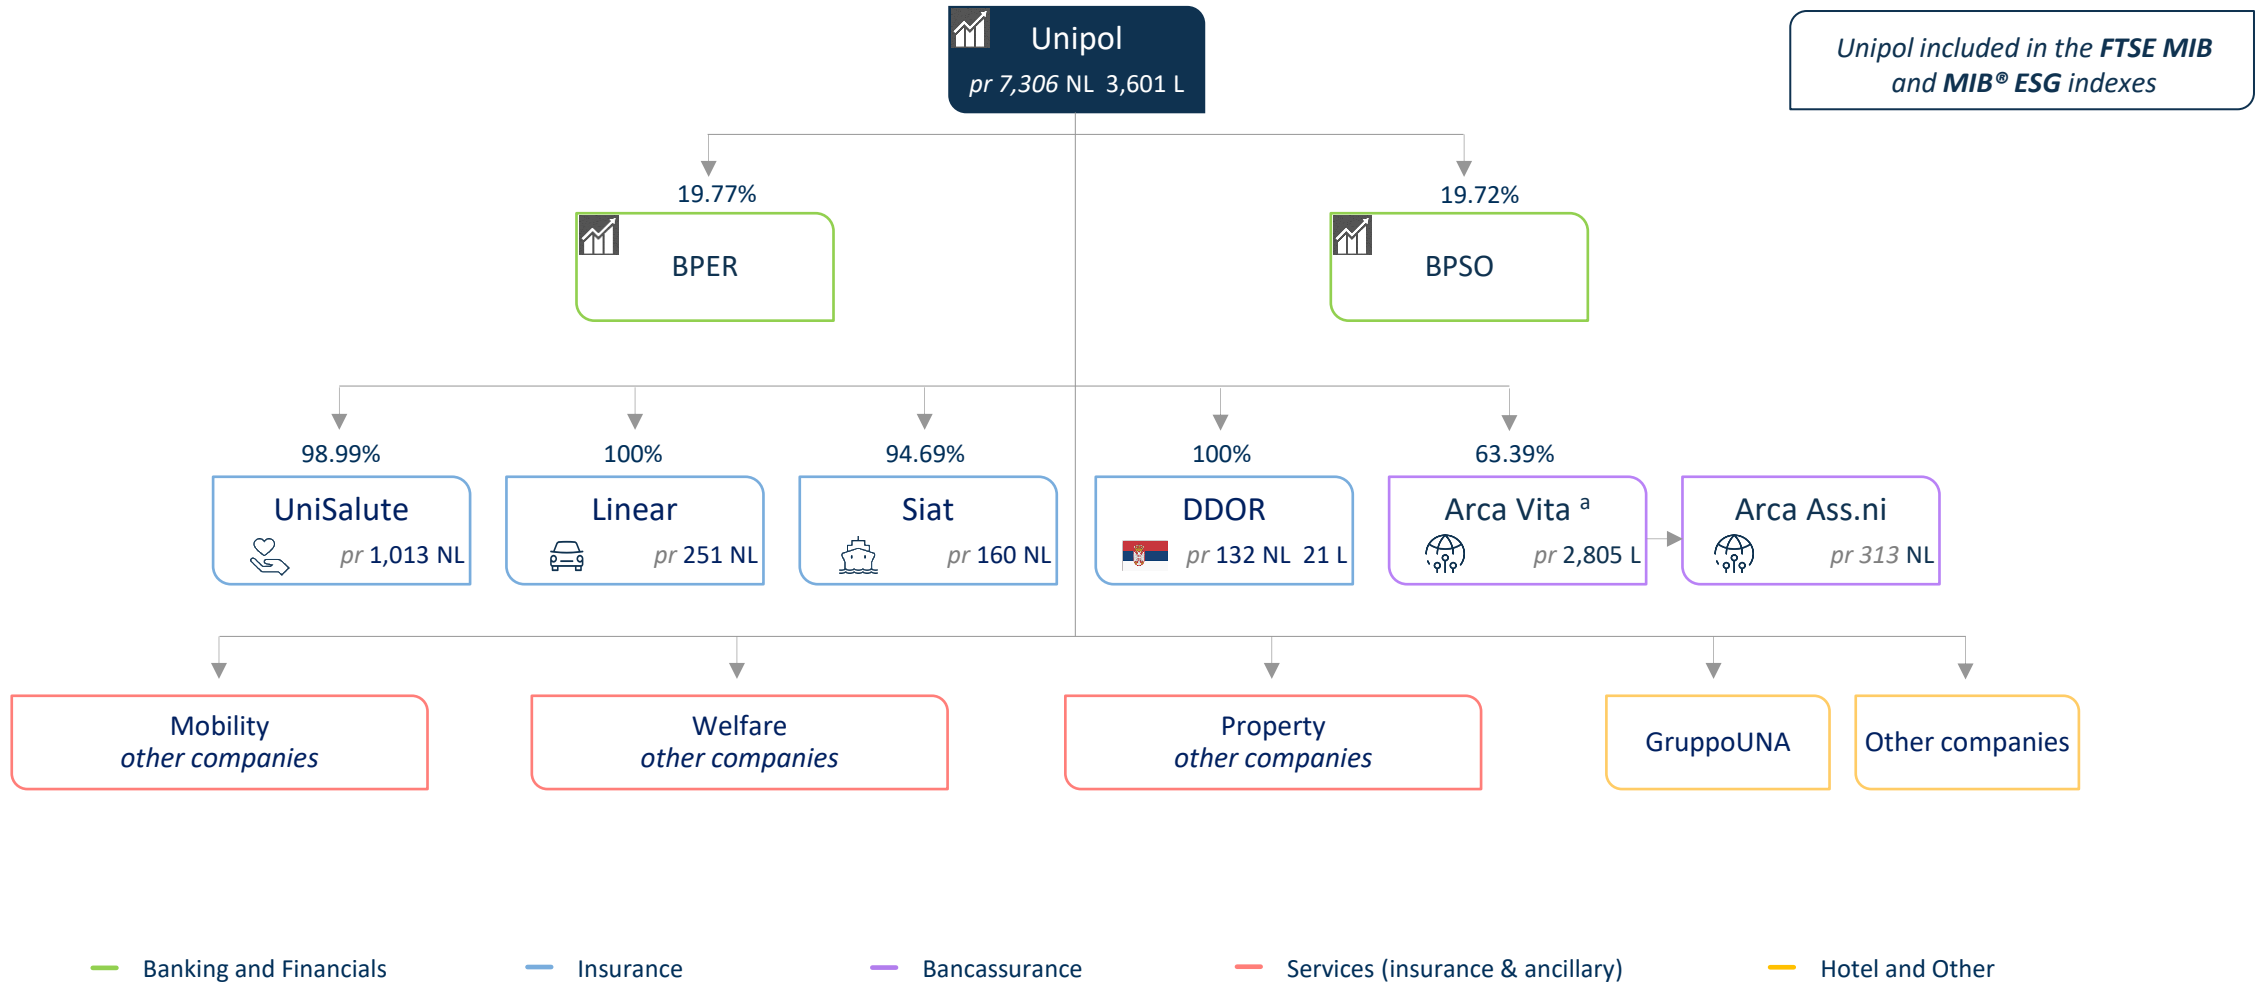 Unipol
pr 7,306 NL 3,601 L
Unipol included in the FTSE MIB
and MIB® ESG indexes
19.77%
19.72%
BPER
BPSO
98.99%
100%
94.69%
100%
63.39%
UniSalute
pr 1,013 NL
Linear
pr 251 NL
Siat
pr 160 NL
DDOR
pr 132 NL 21 L
Arca Vita ª
pr 2,805 L
Arca Ass.ni
pr 313 NL
Mobility
other companies
Welfare
other companies
Property
other companies
GruppoUNA
Other companies
Banking and Financials
Insurance
Bancassurance
Services (insurance & ancillary)
Hotel and Other